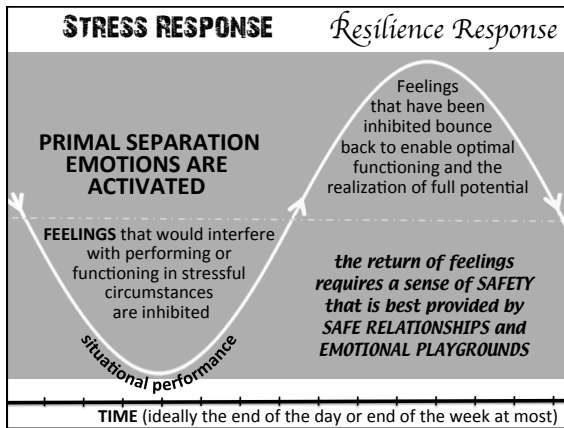 STRESS RESPONSE
Resilience Response
PRIMAL SEPARATION
EMOTIONS ARE
ACTIVATED
FEELINGS that would interfere
with performing or
functioning in stressful
circumstances
are inhibited
situational performance
Feelings
that have been
inhibited bounce
back to enable optimal
functioning and the
realization of full potential
the return of feelings
requires a sense of SAFETY
that is best provided by
SAFE RELATIONSHIPS and
EMOTIONAL PLAYGROUNDS
TIME (ideally the end of the day or end of the week at most)